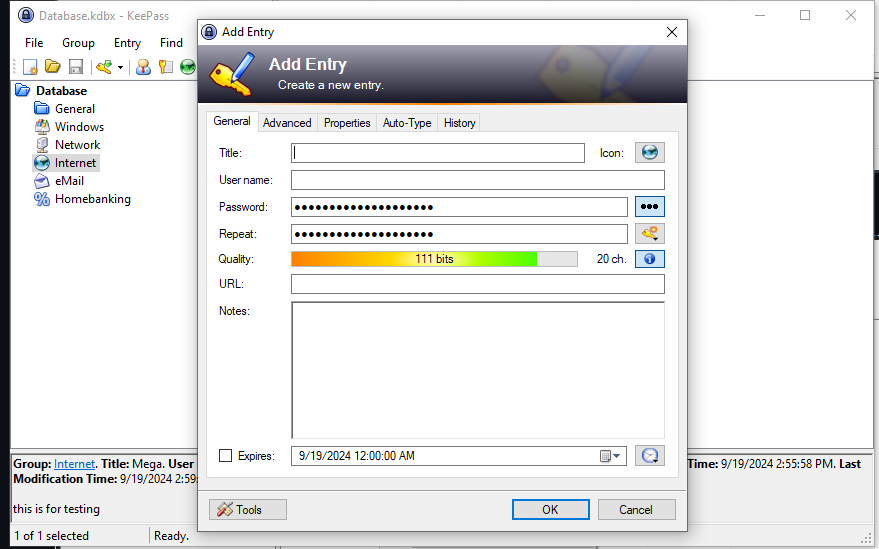 Database.kdbx - KeePass
File Group Entry Find
Database
General
Windows
Network
Internet
eMail
Homebanking
Add Entry
Add Entry
Create a new entry.
General Advanced Properties Auto-Type History
Title: Icon:
User name:
Password: ●●●●●●●●●●●●●●●●●●●● ●●●
Repeat: ●●●●●●●●●●●●●●●●●●●●
Quality: 111 bits 20 ch.
URL:
Notes:
Expires: 9/19/2024 12:00:00 AM
Tools OK Cancel
Group: Internet. Title: Mega. User Time: 9/19/2024 2:55:58 PM. Last
Modification Time: 9/19/2024 2:59:
this is for testing
1 of 1 selected Ready.